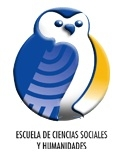 ESCUELA DE CIENCIAS SOCIALES
Y HUMANIDADES